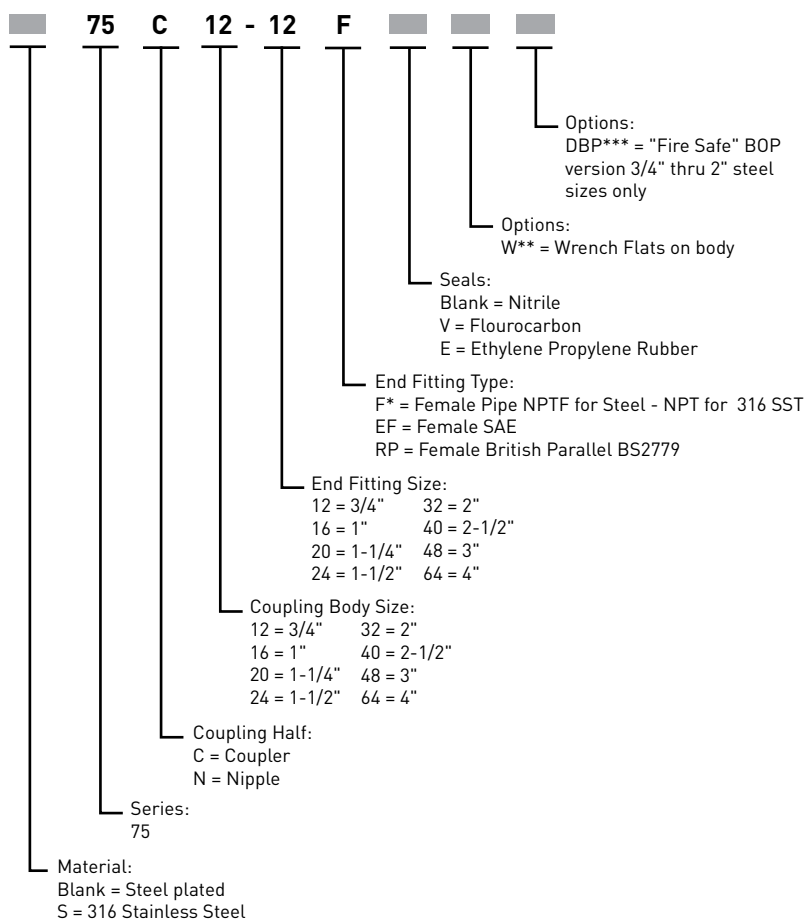 75 C 12 - 12 F
Options:
DBP*** = "Fire Safe" BOP
version 3/4" thru 2" steel
sizes only
Options:
W** = Wrench Flats on body
Seals:
Blank = Nitrile
V = Flourocarbon
E = Ethylene Propylene Rubber
End Fitting Type:
F* = Female Pipe NPTF for Steel - NPT for 316 SST
EF = Female SAE
RP = Female British Parallel BS2779
End Fitting Size:
12 = 3/4" 32 = 2"
16 = 1" 40 = 2-1/2"
20 = 1-1/4" 48 = 3"
24 = 1-1/2" 64 = 4"
Coupling Body Size:
12 = 3/4" 32 = 2"
16 = 1" 40 = 2-1/2"
20 = 1-1/4" 48 = 3"
24 = 1-1/2" 64 = 4"
Coupling Half:
C = Coupler
N = Nipple
Series:
75
Material:
Blank = Steel plated
S = 316 Stainless Steel